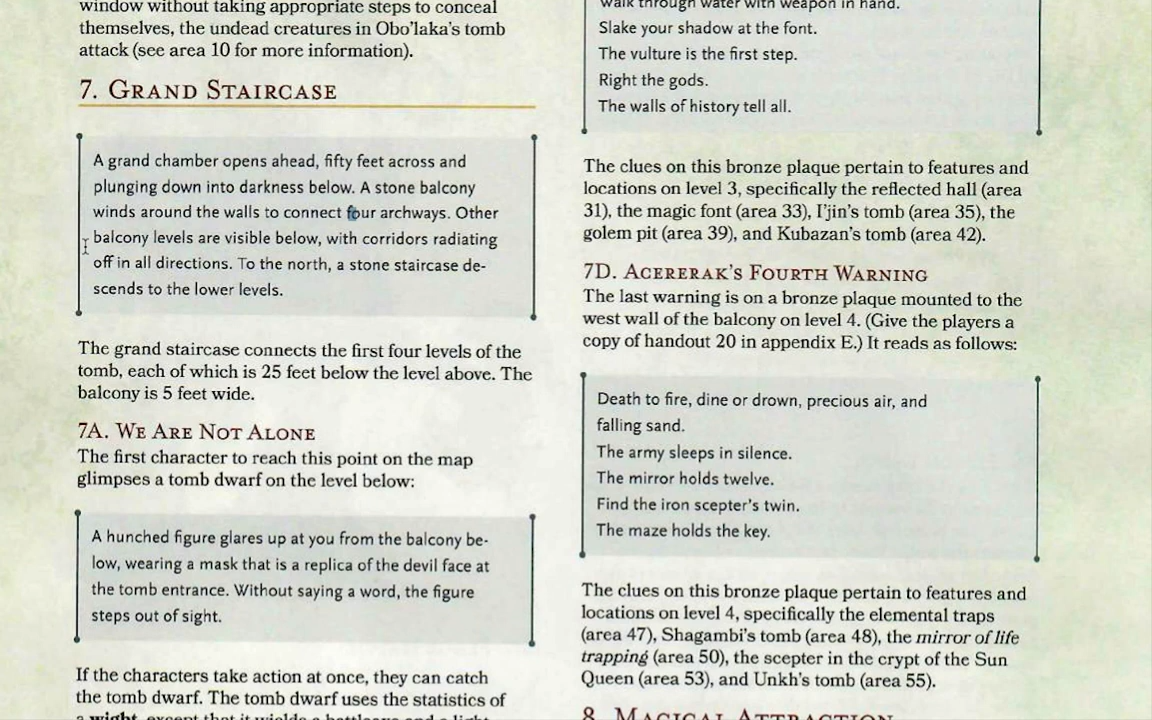 window without taking appropriate steps to conceal
themselves, the undead creatures in Obo'laka's tomb
attack (see area 10 for more information).
7. Grand Staircase
A grand chamber opens ahead, fifty feet across and
plunging down into darkness below. A stone balcony
winds around the walls to connect four archways. Other
balcony levels are visible below, with corridors radiating
off in all directions. To the north, a stone staircase de-
scends to the lower levels.
The grand staircase connects the first four levels of the
tomb, each of which is 25 feet below the level above. The
balcony is 5 feet wide.
7A. We Are Not Alone
The first character to reach this point on the map
glimpses a tomb dwarf on the level below:
A hunched figure glares up at you from the balcony be-
low, wearing a mask that is a replica of the devil face at
the tomb entrance. Without saying a word, the figure
steps out of sight.
If the characters take action at once, they can catch
the tomb dwarf. The tomb dwarf uses the statistics of
a wight, except that it wields a battleaxe and a light
Walk through water with weapon in hand.
Slake your shadow at the font.
The vulture is the first step.
Right the gods.
The walls of history tell all.
The clues on this bronze plaque pertain to features and
locations on level 3, specifically the reflected hall (area
31), the magic font (area 33), I'jin's tomb (area 35), the
golem pit (area 39), and Kubazan's tomb (area 42).
7D. Acererak's Fourth Warning
The last warning is on a bronze plaque mounted to the
west wall of the balcony on level 4. (Give the players a
copy of handout 20 in appendix E.) It reads as follows:
Death to fire, dine or drown, precious air, and
falling sand.
The army sleeps in silence.
The mirror holds twelve.
Find the iron scepter's twin.
The maze holds the key.
The clues on this bronze plaque pertain to features and
locations on level 4, specifically the elemental traps
(area 47), Shagambi's tomb (area 48), the mirror of life
trapping (area 50), the scepter in the crypt of the Sun
Queen (area 53), and Unkh's tomb (area 55).
8. Magical Attraction